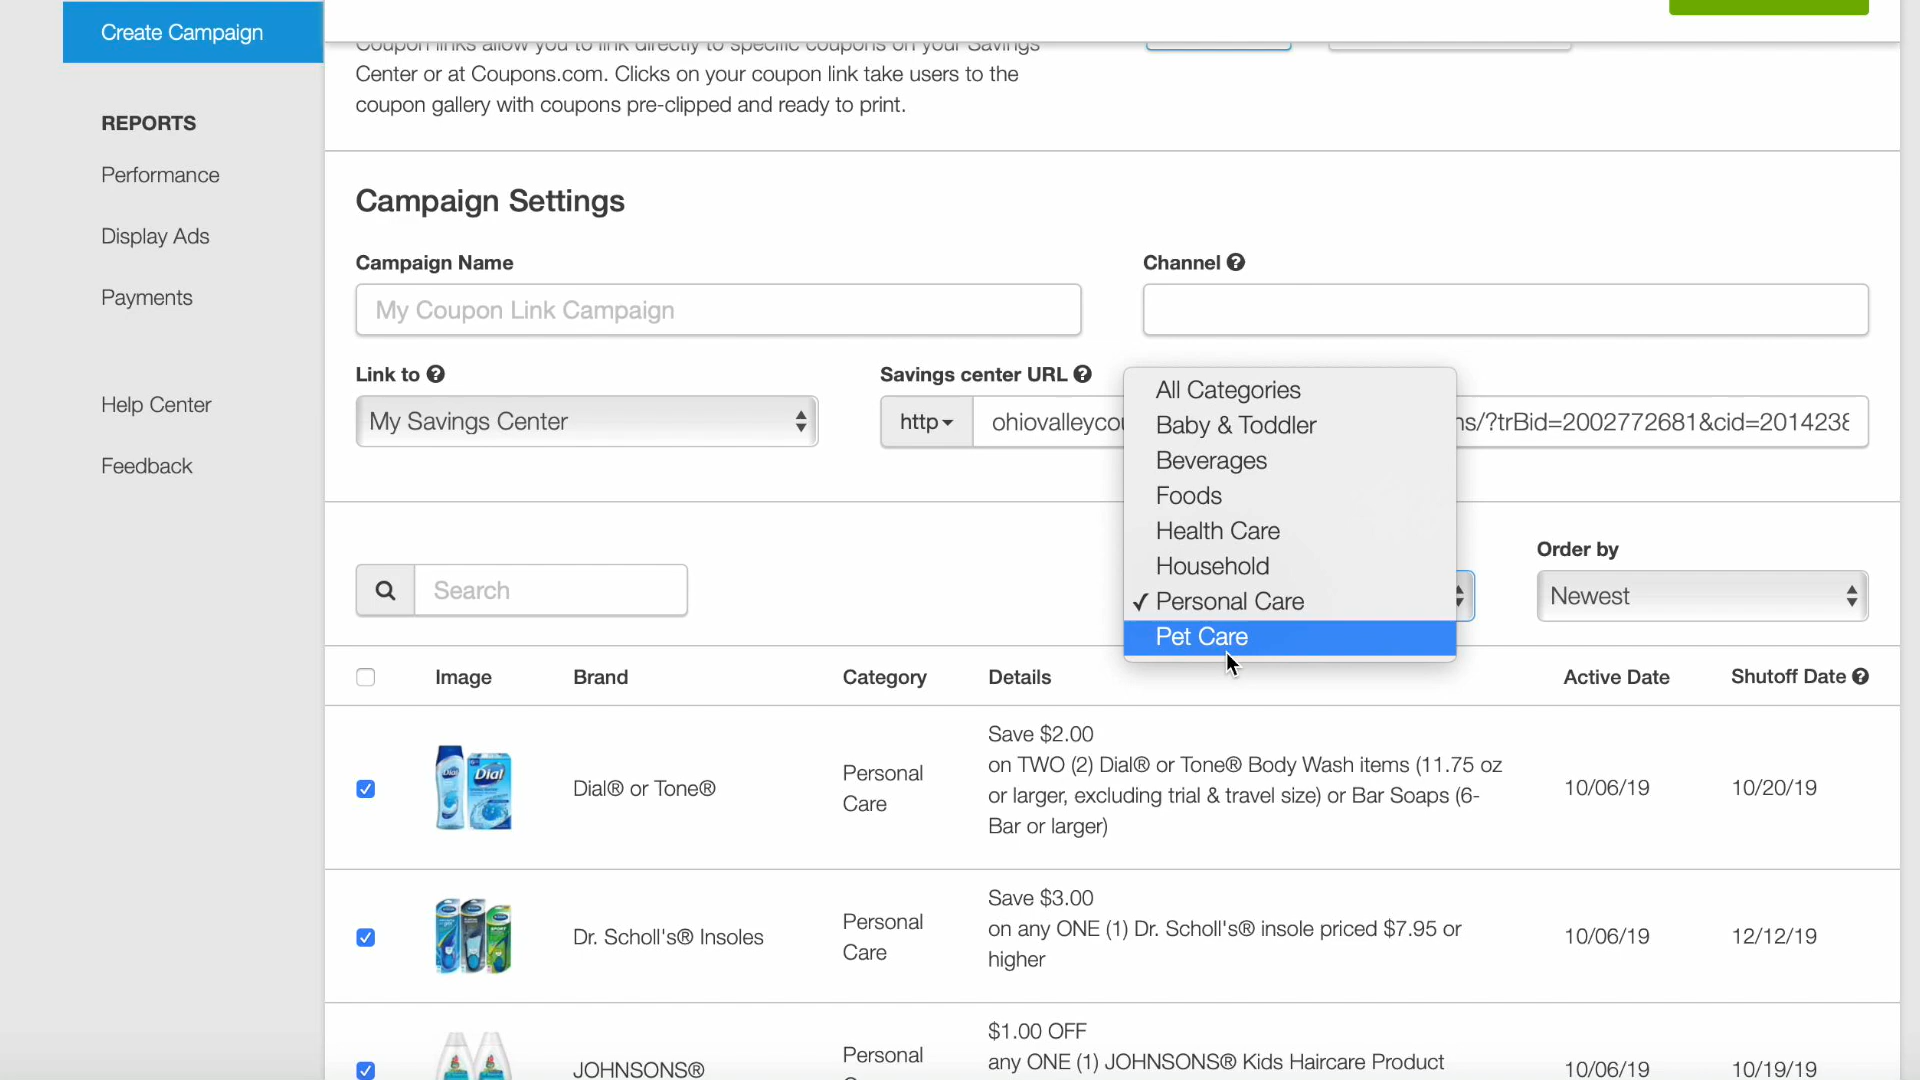 Create Campaign
REPORTS
Performance
Display Ads
Payments
Help Center
Feedback
Coupon links allow you to link directly to specific coupons on your Savings
Center or at Coupons.com. Clicks on your coupon link take users to the
coupon gallery with coupons pre-clipped and ready to print.
Campaign Settings
Campaign Name
Channel
My Coupon Link Campaign
Link to
Savings center URL
My Savings Center
http
ohiovalleycou
ns/?trBid=2002772681&cid=2014238
All Categories
Baby & Toddler
Beverages
Foods
Health Care
Household
✓ Personal Care
Pet Care
Search
Order by
Newest
Image Brand Category Details Active Date Shutoff Date
Dial
Dial® or Tone®
Personal
Care
Save $2.00
on TWO (2) Dial® or Tone® Body Wash items (11.75 oz
or larger, excluding trial & travel size) or Bar Soaps (6-
Bar or larger)
10/06/19
10/20/19
Dr. Scholl's® Insoles
Personal
Care
Save $3.00
on any ONE (1) Dr. Scholl's® insole priced $7.95 or
higher
10/06/19
12/12/19
JOHNSONS®
Personal
$1.00 OFF
any ONE (1) JOHNSONS® Kids Haircare Product
10/06/19
10/19/19